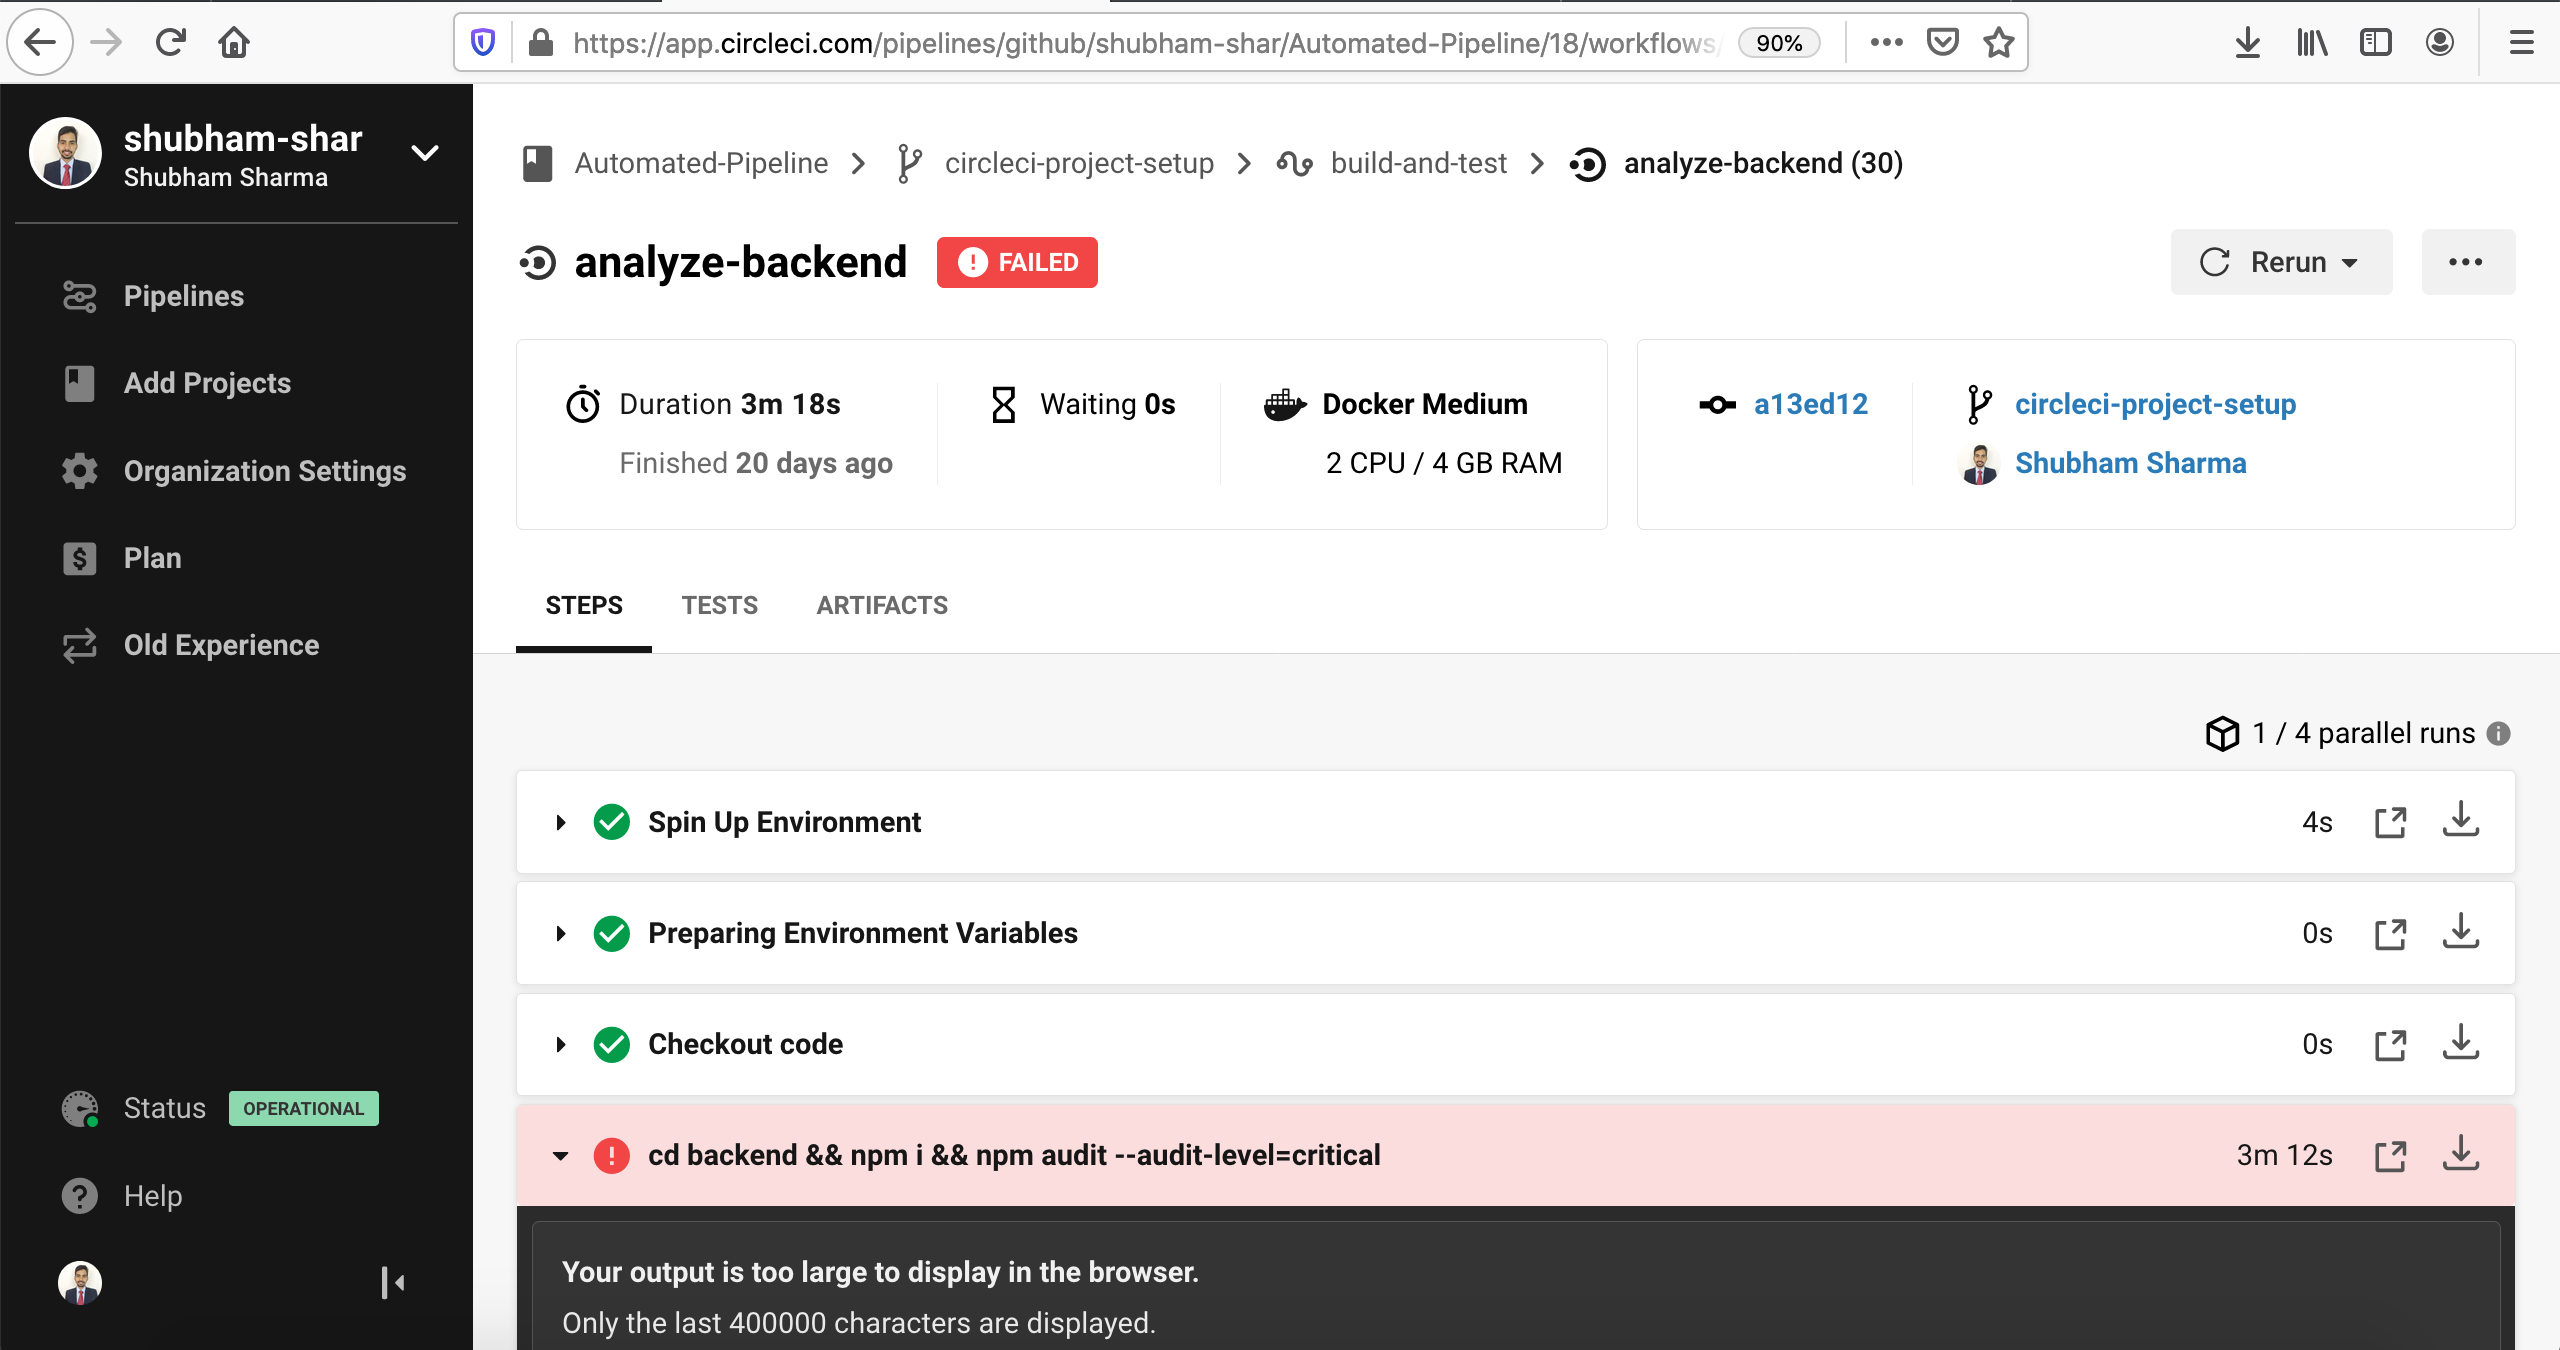 https://app.circleci.com/pipelines/github/shubham-shar/Automated-Pipeline/18/workflows/
90%
shubham-shar
Shubham Sharma
Pipelines
Add Projects
Organization Settings
Plan
Old Experience
Status OPERATIONAL
Help
Automated-Pipeline circleci-project-setup build-and-test analyze-backend (30)
analyze-backend FAILED
Rerun
Duration 3m 18s
Finished 20 days ago
Waiting 0s
Docker Medium
2 CPU / 4 GB RAM
a13ed12
circleci-project-setup
Shubham Sharma
STEPS TESTS ARTIFACTS
1 / 4 parallel runs
Spin Up Environment 4s
Preparing Environment Variables 0s
Checkout code 0s
cd backend && npm i && npm audit --audit-level=critical 3m 12s
Your output is too large to display in the browser.
Only the last 400000 characters are displayed.